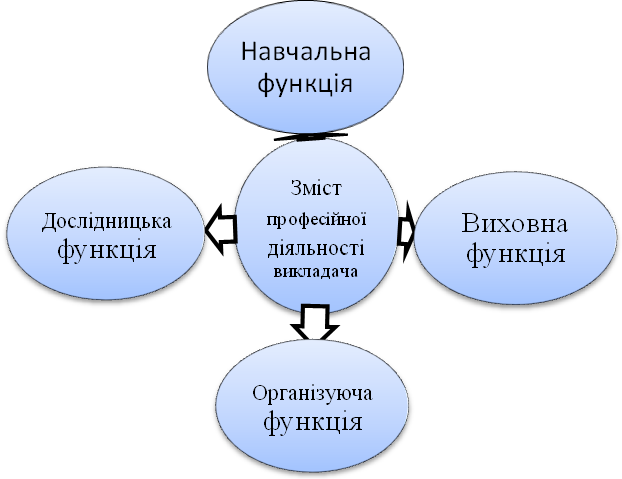 Навчальна
функція
Зміст
професійної
діяльності
викладача
Дослідницька
функція
Виховна
функція
Організуюча
функція